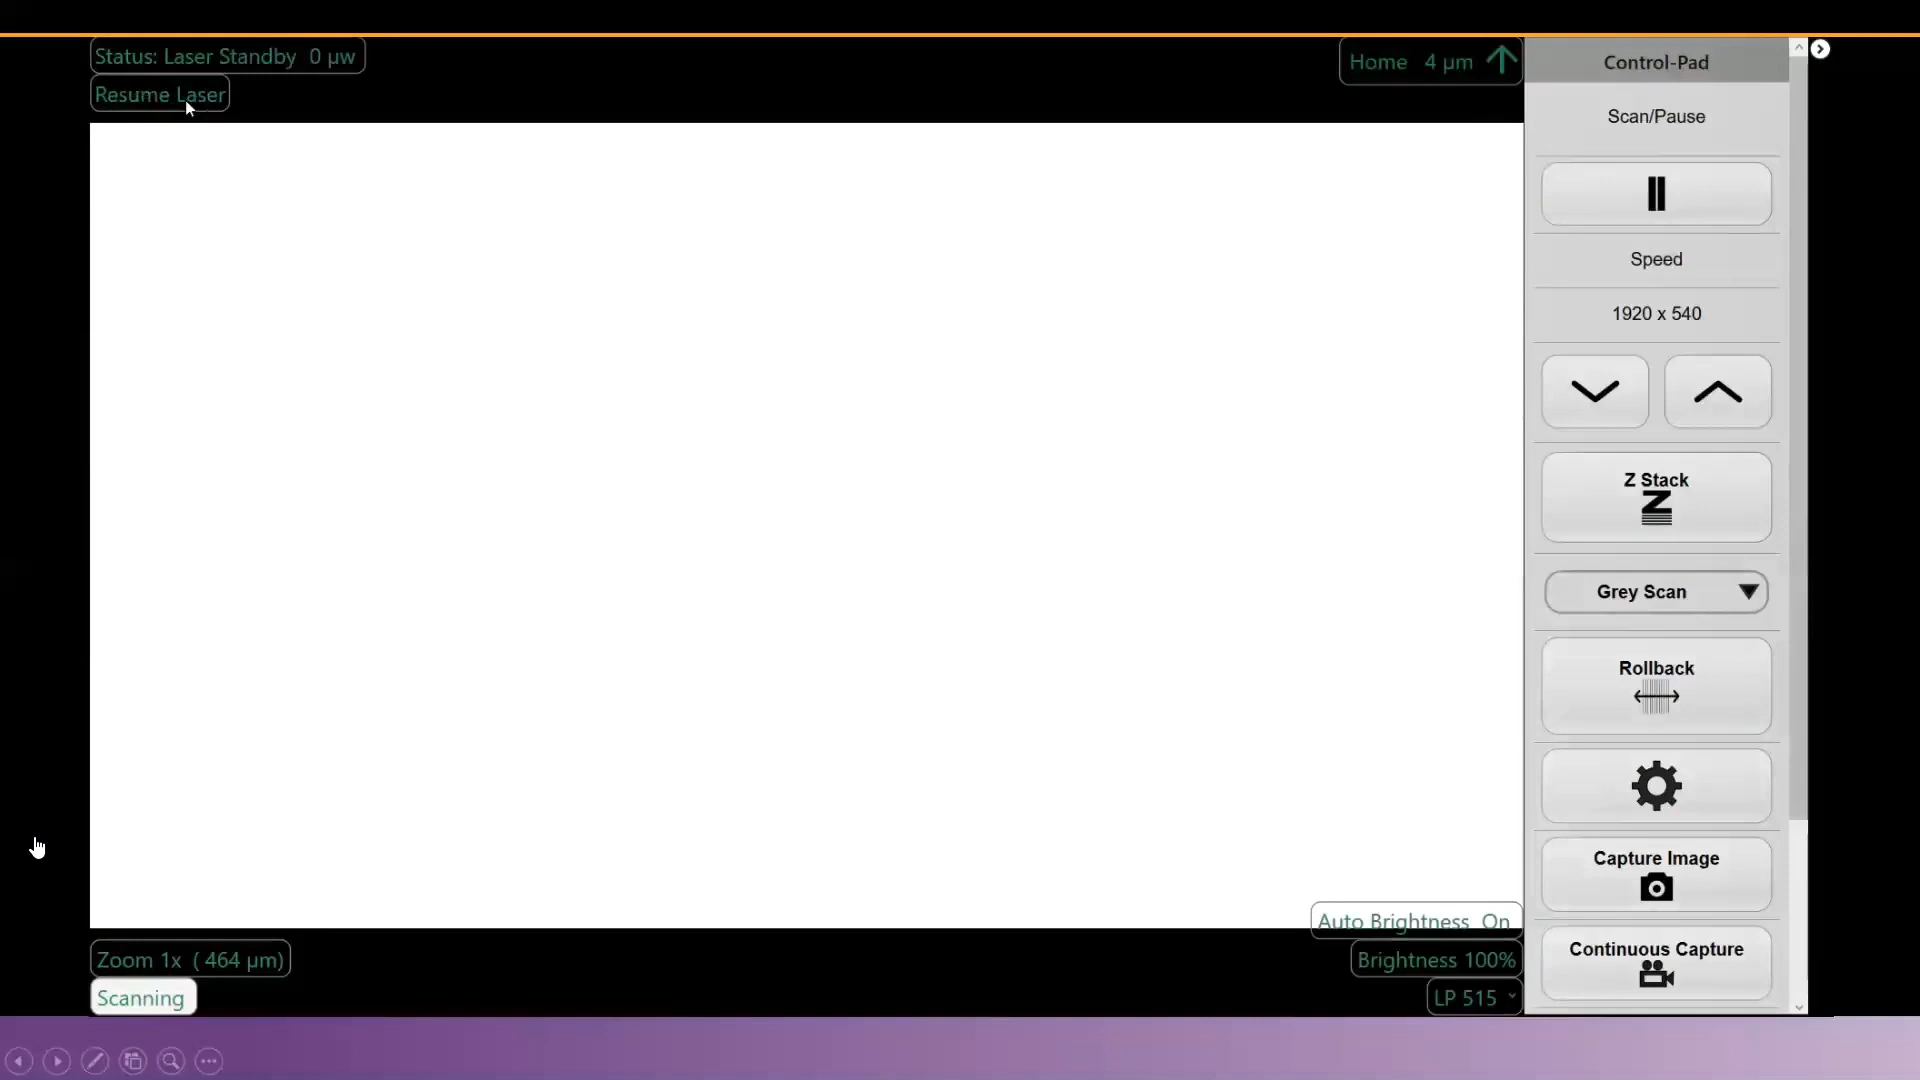 Status: Laser Standby 0 µw
Resume Laser
Home 4 µm
Control-Pad
Scan/Pause
Speed
1920 x 540
Z Stack
Grey Scan
Rollback
Capture Image
Continuous Capture
Auto Brightness On
Zoom 1x ( 464 µm)
Brightness 100%
Scanning
LP 515